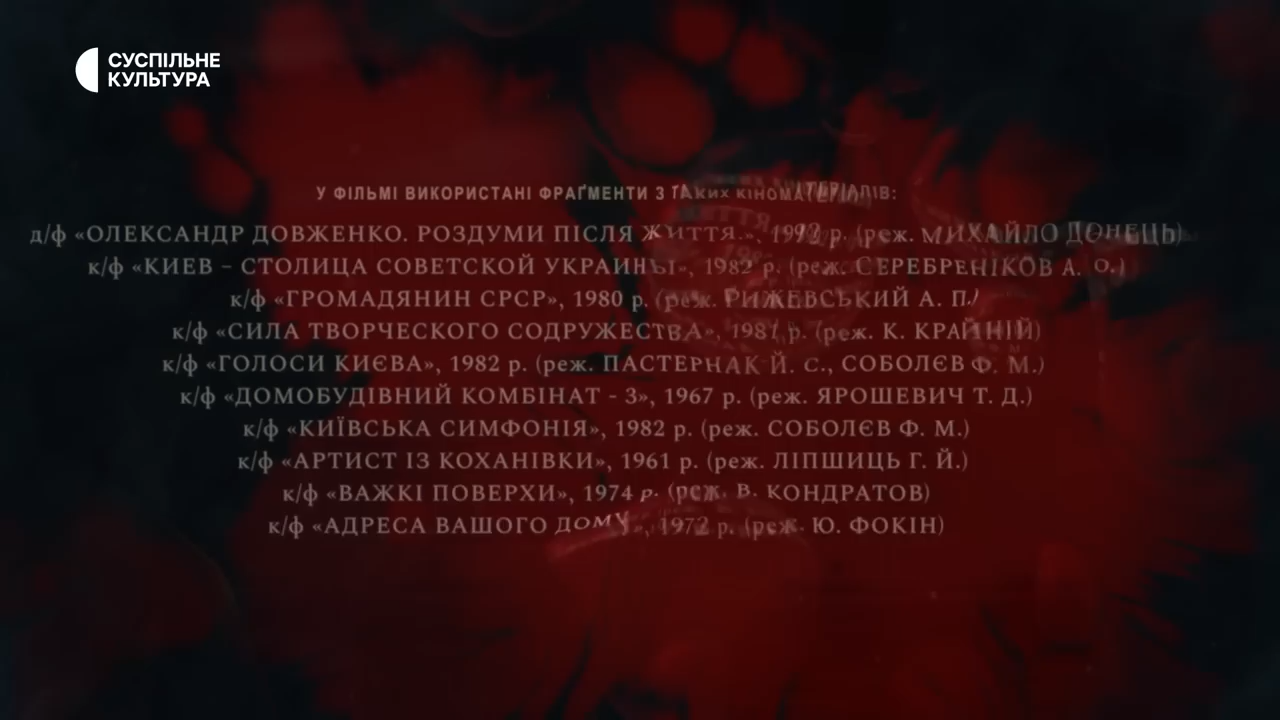 СУСПІЛЬНЕ
КУЛЬТУРА
У ФІЛЬМІ ВИКОРИСТАНІ ФРАҐМЕНТИ З ТАКИХ КІНОМАТЕРІАЛІВ:
д/ф «ОЛЕКСАНДР ДОВЖЕНКО. РОЗДУМИ ПІСЛЯ ЖИТТЯ.», 1992 р. (реж. МИХАЙЛО ДОНЕЦЬ)
к/ф «КИЕВ – СТОЛИЦА СОВЕТСКОЙ УКРАИНЫ», 1982 р. (реж. СЕРЕБРЕНІКОВ А. О.)
к/ф «ГРОМАДЯНИН СРСР», 1980 р. (реж. РИЖЕВСЬКИЙ А. П.)
к/ф «СИЛА ТВОРЧЕСКОГО СОДРУЖЕСТВА», 1981 р. (реж. К. КРАЙНІЙ)
к/ф «ГОЛОСИ КИЄВА», 1982 р. (реж. ПАСТЕРНАК Й. С., СОБОЛЄВ Ф. М.)
к/ф «ДОМОБУДІВНИЙ КОМБІНАТ - 3», 1967 р. (реж. ЯРОШЕВИЧ Т. Д.)
к/ф «КИЇВСЬКА СИМФОНІЯ», 1982 р. (реж. СОБОЛЄВ Ф. М.)
к/ф «АРТИСТ ІЗ КОХАНІВКИ», 1961 р. (реж. ЛІПШИЦЬ Г. Й.)
к/ф «ВАЖКІ ПОВЕРХИ», 1974 р. (реж. В. КОНДРАТОВ)
к/ф «АДРЕСА ВАШОГО ДОМУ», 1972 р. (реж. Ю. ФОКІН)